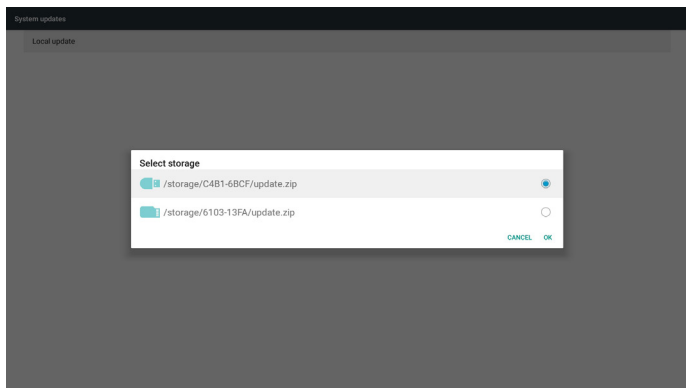 System updates
Local update
Select storage
/storage/C4B1-6BCF/update.zip
/storage/6103-13FA/update.zip
CANCEL OK